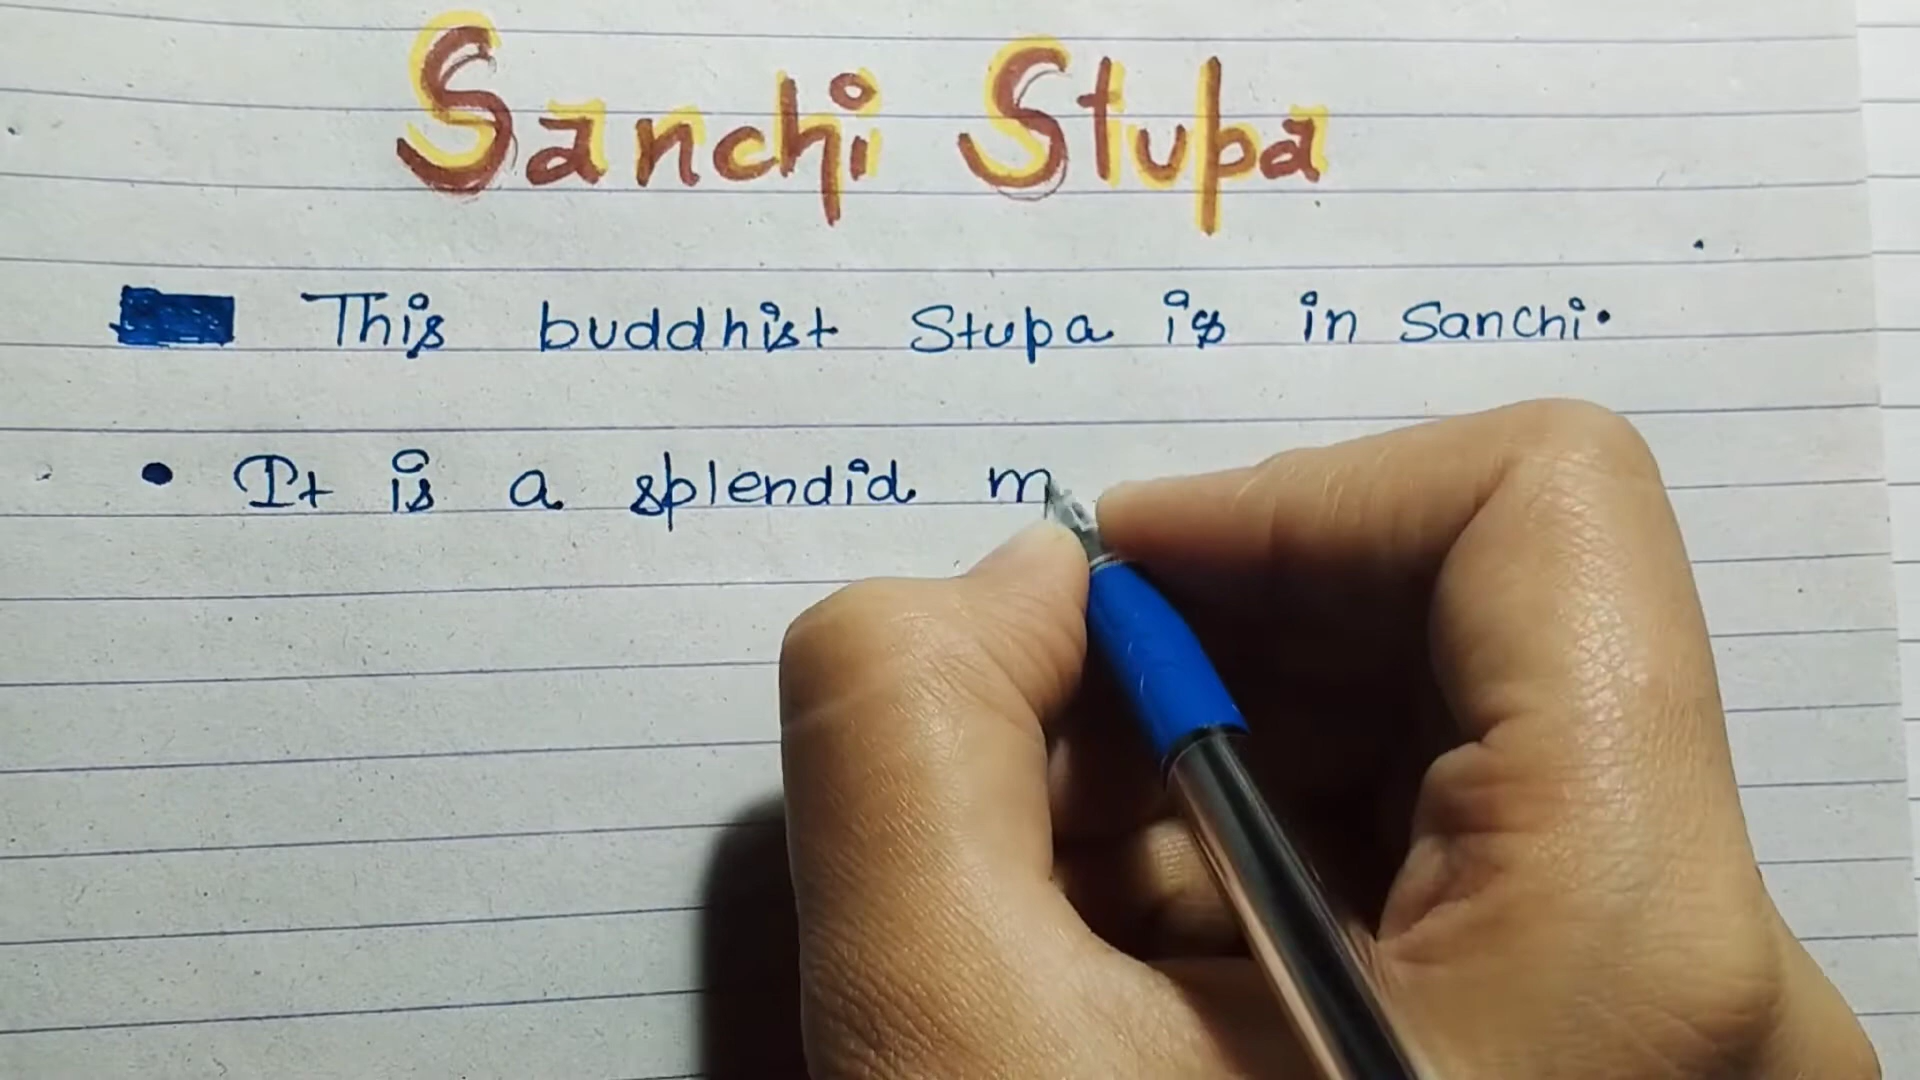 Sanchi Stupa
This buddhist Stupa is in Sanchi.
• It is a splendid m